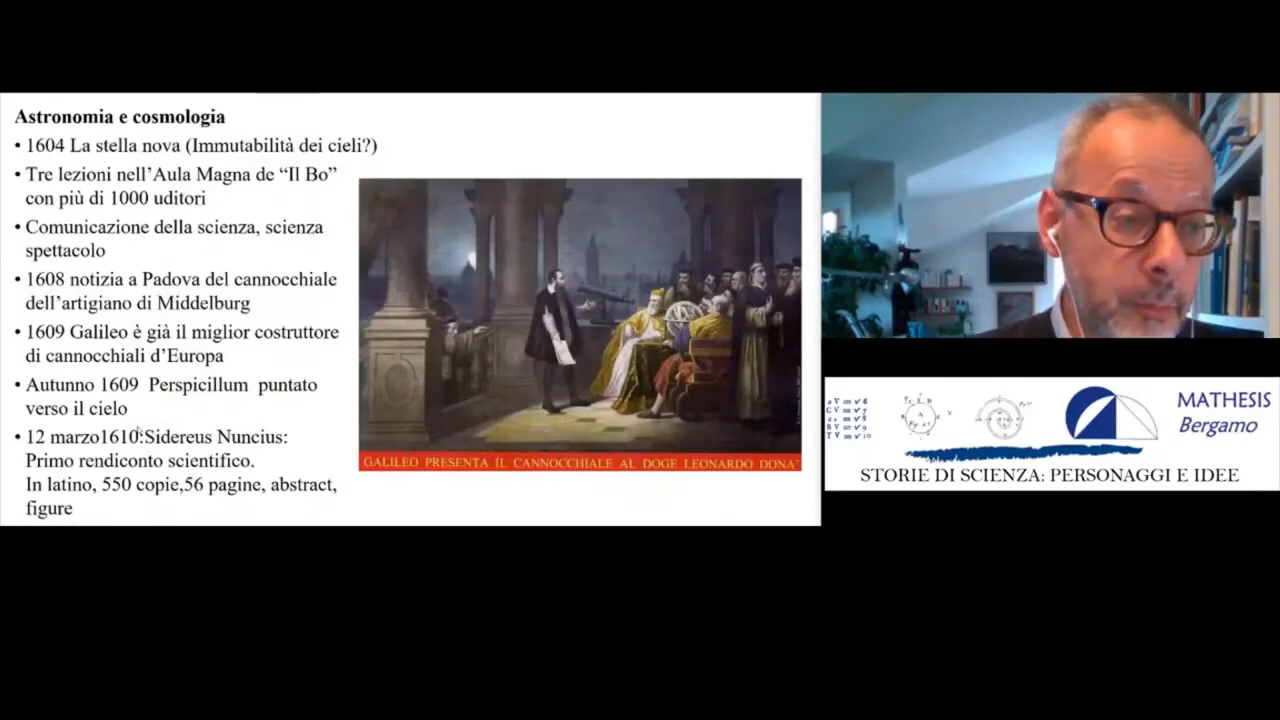 Astronomia e cosmologia
• 1604 La stella nova (Immutabilità dei cieli?)
• Tre lezioni nell’Aula Magna de “Il Bo”
con più di 1000 uditori
• Comunicazione della scienza, scienza
spettacolo
• 1608 notizia a Padova del cannocchiale
dell’artigiano di Middelburg
• 1609 Galileo è già il miglior costruttore
di cannocchiali d’Europa
• Autunno 1609 Perspicillum puntato
verso il cielo
• 12 marzo1610:Sidereus Nuncius:
Primo rendiconto scientifico.
In latino, 550 copie,56 pagine, abstract,
figure
GALILEO PRESENTA IL CANNOCCHIALE AL DOGE LEONARDO DONA'
MATHESIS
Bergamo
STORIE DI SCIENZA: PERSONAGGI E IDEE